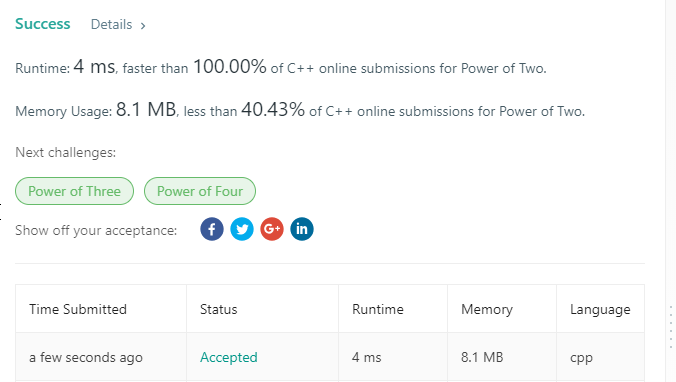 Success Details >
Runtime: 4 ms, faster than 100.00% of C++ online submissions for Power of Two.
Memory Usage: 8.1 MB, less than 40.43% of C++ online submissions for Power of Two.
Next challenges:
Power of Three Power of Four
Show off your acceptance: f G+ in
Time Submitted Status Runtime Memory Language
a few seconds ago Accepted 4 ms 8.1 MB cpp